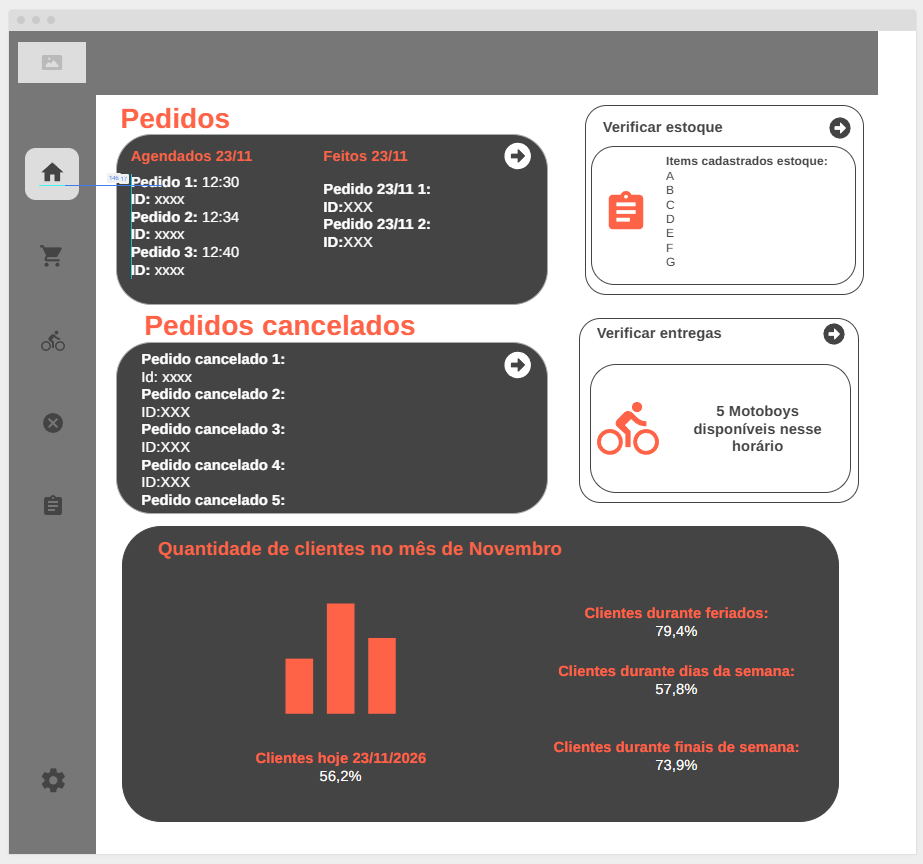 Pedidos
Agendados 23/11
Pedido 1: 12:30
ID: xxxx
Pedido 2: 12:34
ID: xxxx
Pedido 3: 12:40
ID: xxxx
Feitos 23/11
Pedido 23/11 1:
ID:XXX
Pedido 23/11 2:
ID:XXX
Verificar estoque
Items cadastrados estoque:
A
B
C
D
E
F
G
Pedidos cancelados
Pedido cancelado 1:
Id: xxxx
Pedido cancelado 2:
ID:XXX
Pedido cancelado 3:
ID:XXX
Pedido cancelado 4:
ID:XXX
Pedido cancelado 5:
Verificar entregas
5 Motoboys
disponíveis nesse
horário
Quantidade de clientes no mês de Novembro
Clientes hoje 23/11/2026
56,2%
Clientes durante feriados:
79,4%
Clientes durante dias da semana:
57,8%
Clientes durante finais de semana:
73,9%